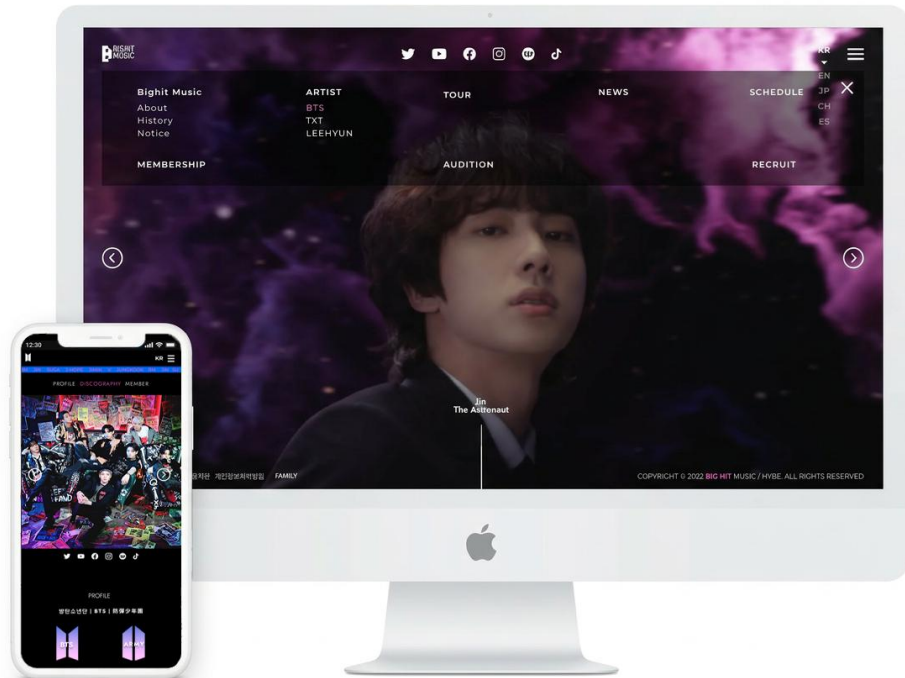 BIGHIT
MUSIC
KR
EN
JP
CH
ES
Bighit Music
About
History
Notice
ARTIST
BTS
TXT
LEEHYUN
TOUR
NEWS
SCHEDULE
MEMBERSHIP
AUDITION
RECRUIT
Jin
The Asttenaut
개인정보처리방침 FAMILY
COPYRIGHT © 2022 BIG HIT MUSIC / HYBE. ALL RIGHTS RESERVED
12:30
KR
PROFILE DISCOGRAPHY MEMBER
PROFILE
방탄소년단 | BTS | 防彈少年團
BTS
ARMY